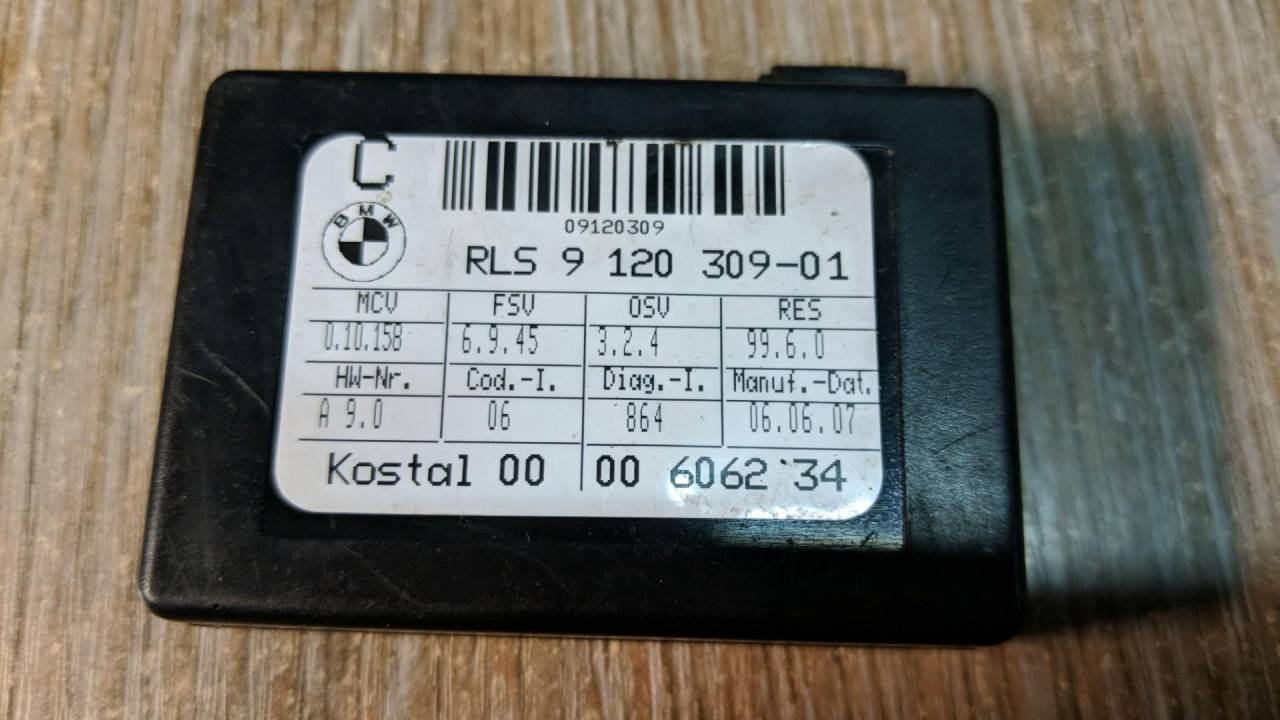 C
BMW
09120309
RLS 9 120 309-01
MCV FSV OSV RES
0.10.158 6.9.45 3.2.4 99.6.0
HW-Nr. Cod.-I. Diag.-I. Manuf.-Dat.
A 9.0 06 864 06.06.07
Kostal 00 00 6062 34